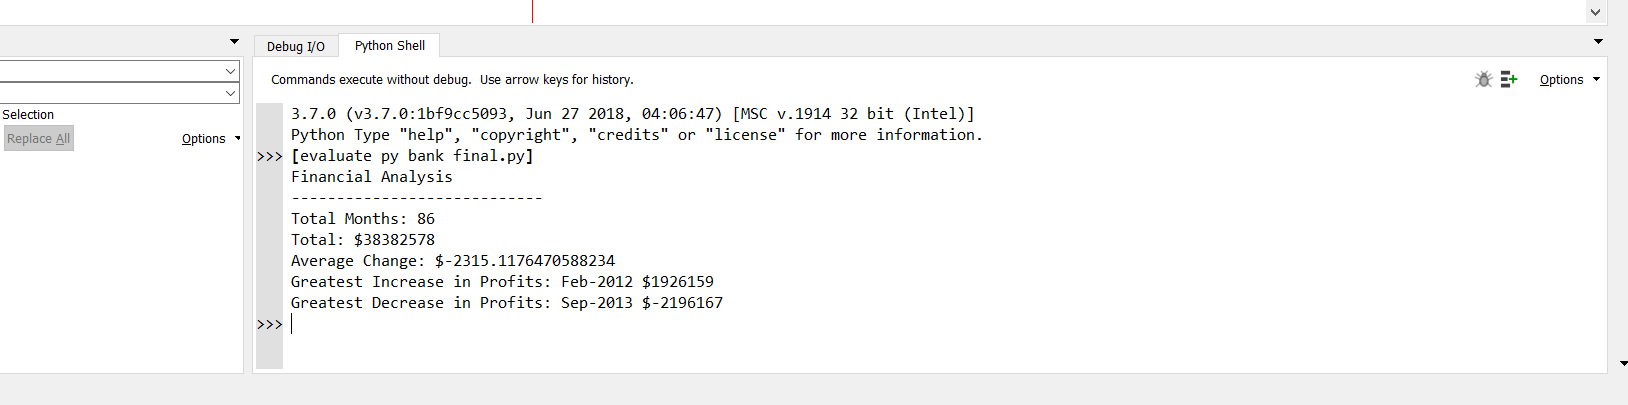 Debug I/O Python Shell
Commands execute without debug. Use arrow keys for history.
Options
Selection
Replace All
Options
3.7.0 (v3.7.0:1bf9cc5093, Jun 27 2018, 04:06:47) [MSC v.1914 32 bit (Intel)]
Python Type "help", "copyright", "credits" or "license" for more information.
>>> [evaluate py bank final.py]
Financial Analysis
----------------------------
Total Months: 86
Total: $38382578
Average Change: $-2315.1176470588234
Greatest Increase in Profits: Feb-2012 $1926159
Greatest Decrease in Profits: Sep-2013 $-2196167
>>>